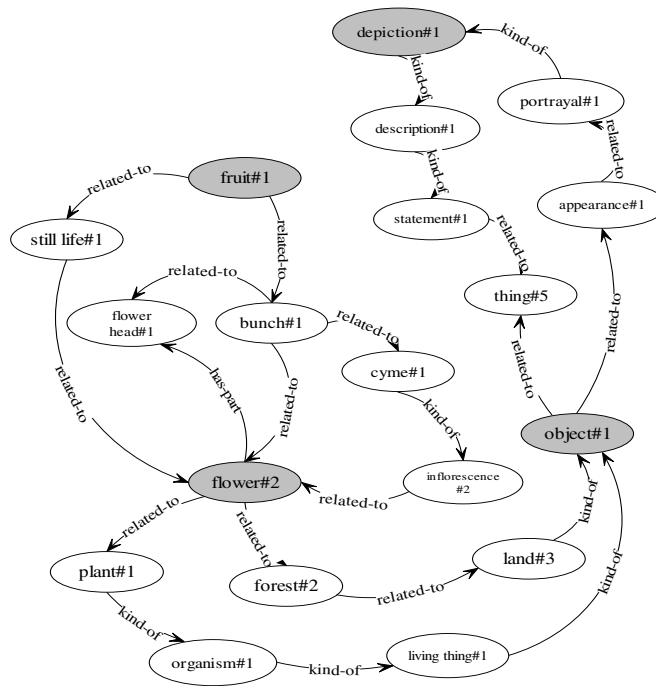 depiction#1
kind-of
kind-of
portrayal#1
description#1
related-to
kind-of
fruit#1
related-to
appearance#1
statement#1
still life#1
related-to
related-to
related-to
thing#5
flower
head#1
bunch#1
related-to
related-to
related-to
cyme#1
has-part
related-to
related-to
kind-of
object#1
flower#2
inflorescence
#2
related-to
kind-of
related-to
related-to
land#3
plant#1
forest#2
related-to
kind-of
kind-of
organism#1
kind-of
living thing#1